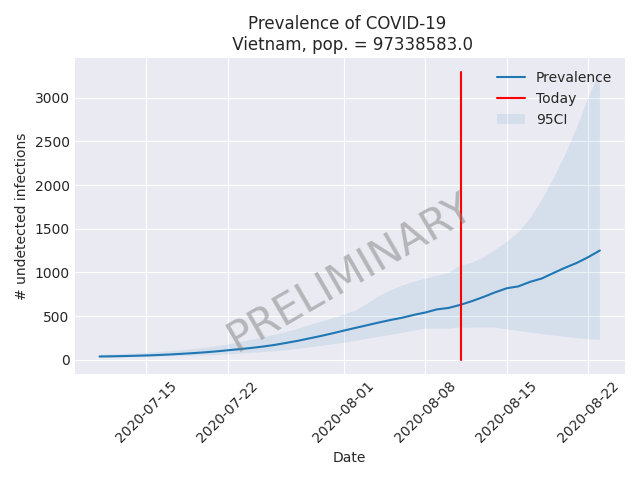 Prevalence of COVID-19
Vietnam, pop. = 97338583.0
Prevalence
Today
95CI
PRELIMINARY
# undetected infections
3000
2500
2000
1500
1000
500
0
2020-07-15
2020-07-22
2020-08-01
2020-08-08
2020-08-15
2020-08-22
Date